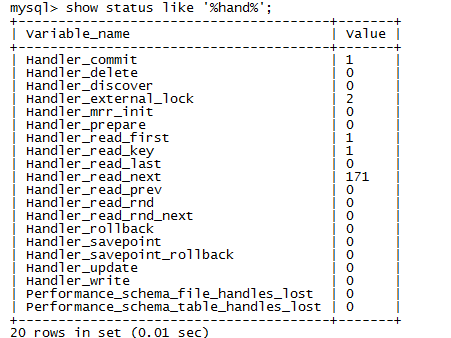 mysql> show status like '%hand%';
+----------------------------------------+-------+
| Variable_name | Value |
+----------------------------------------+-------+
| Handler_commit | 1 |
| Handler_delete | 0 |
| Handler_discover | 0 |
| Handler_external_lock | 2 |
| Handler_mrr_init | 0 |
| Handler_prepare | 0 |
| Handler_read_first | 1 |
| Handler_read_key | 1 |
| Handler_read_last | 0 |
| Handler_read_next | 171 |
| Handler_read_prev | 0 |
| Handler_read_rnd | 0 |
| Handler_read_rnd_next | 0 |
| Handler_rollback | 0 |
| Handler_savepoint | 0 |
| Handler_savepoint_rollback | 0 |
| Handler_update | 0 |
| Handler_write | 0 |
| Performance_schema_file_handles_lost | 0 |
| Performance_schema_table_handles_lost | 0 |
+----------------------------------------+-------+
20 rows in set (0.01 sec)